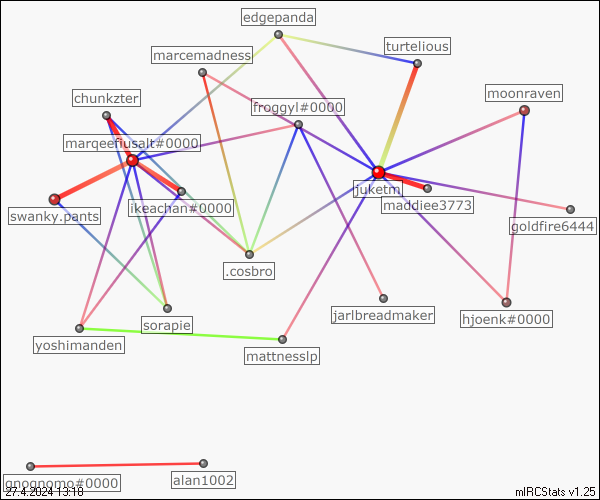 edgepanda
turtelious
marcemadness
moonraven
chunkzter
froggyl#0000
marqeefiusalt#0000
juketm
maddiee3773
ikeachan#0000
swanky.pants
goldfire6444
.cosbro
jarlbreadmaker
hjoenk#0000
sorapie
yoshimanden
mattnesslp
alan1002
gnognomo#0000
27.4.2024 13:18
mIRCStats v1.25